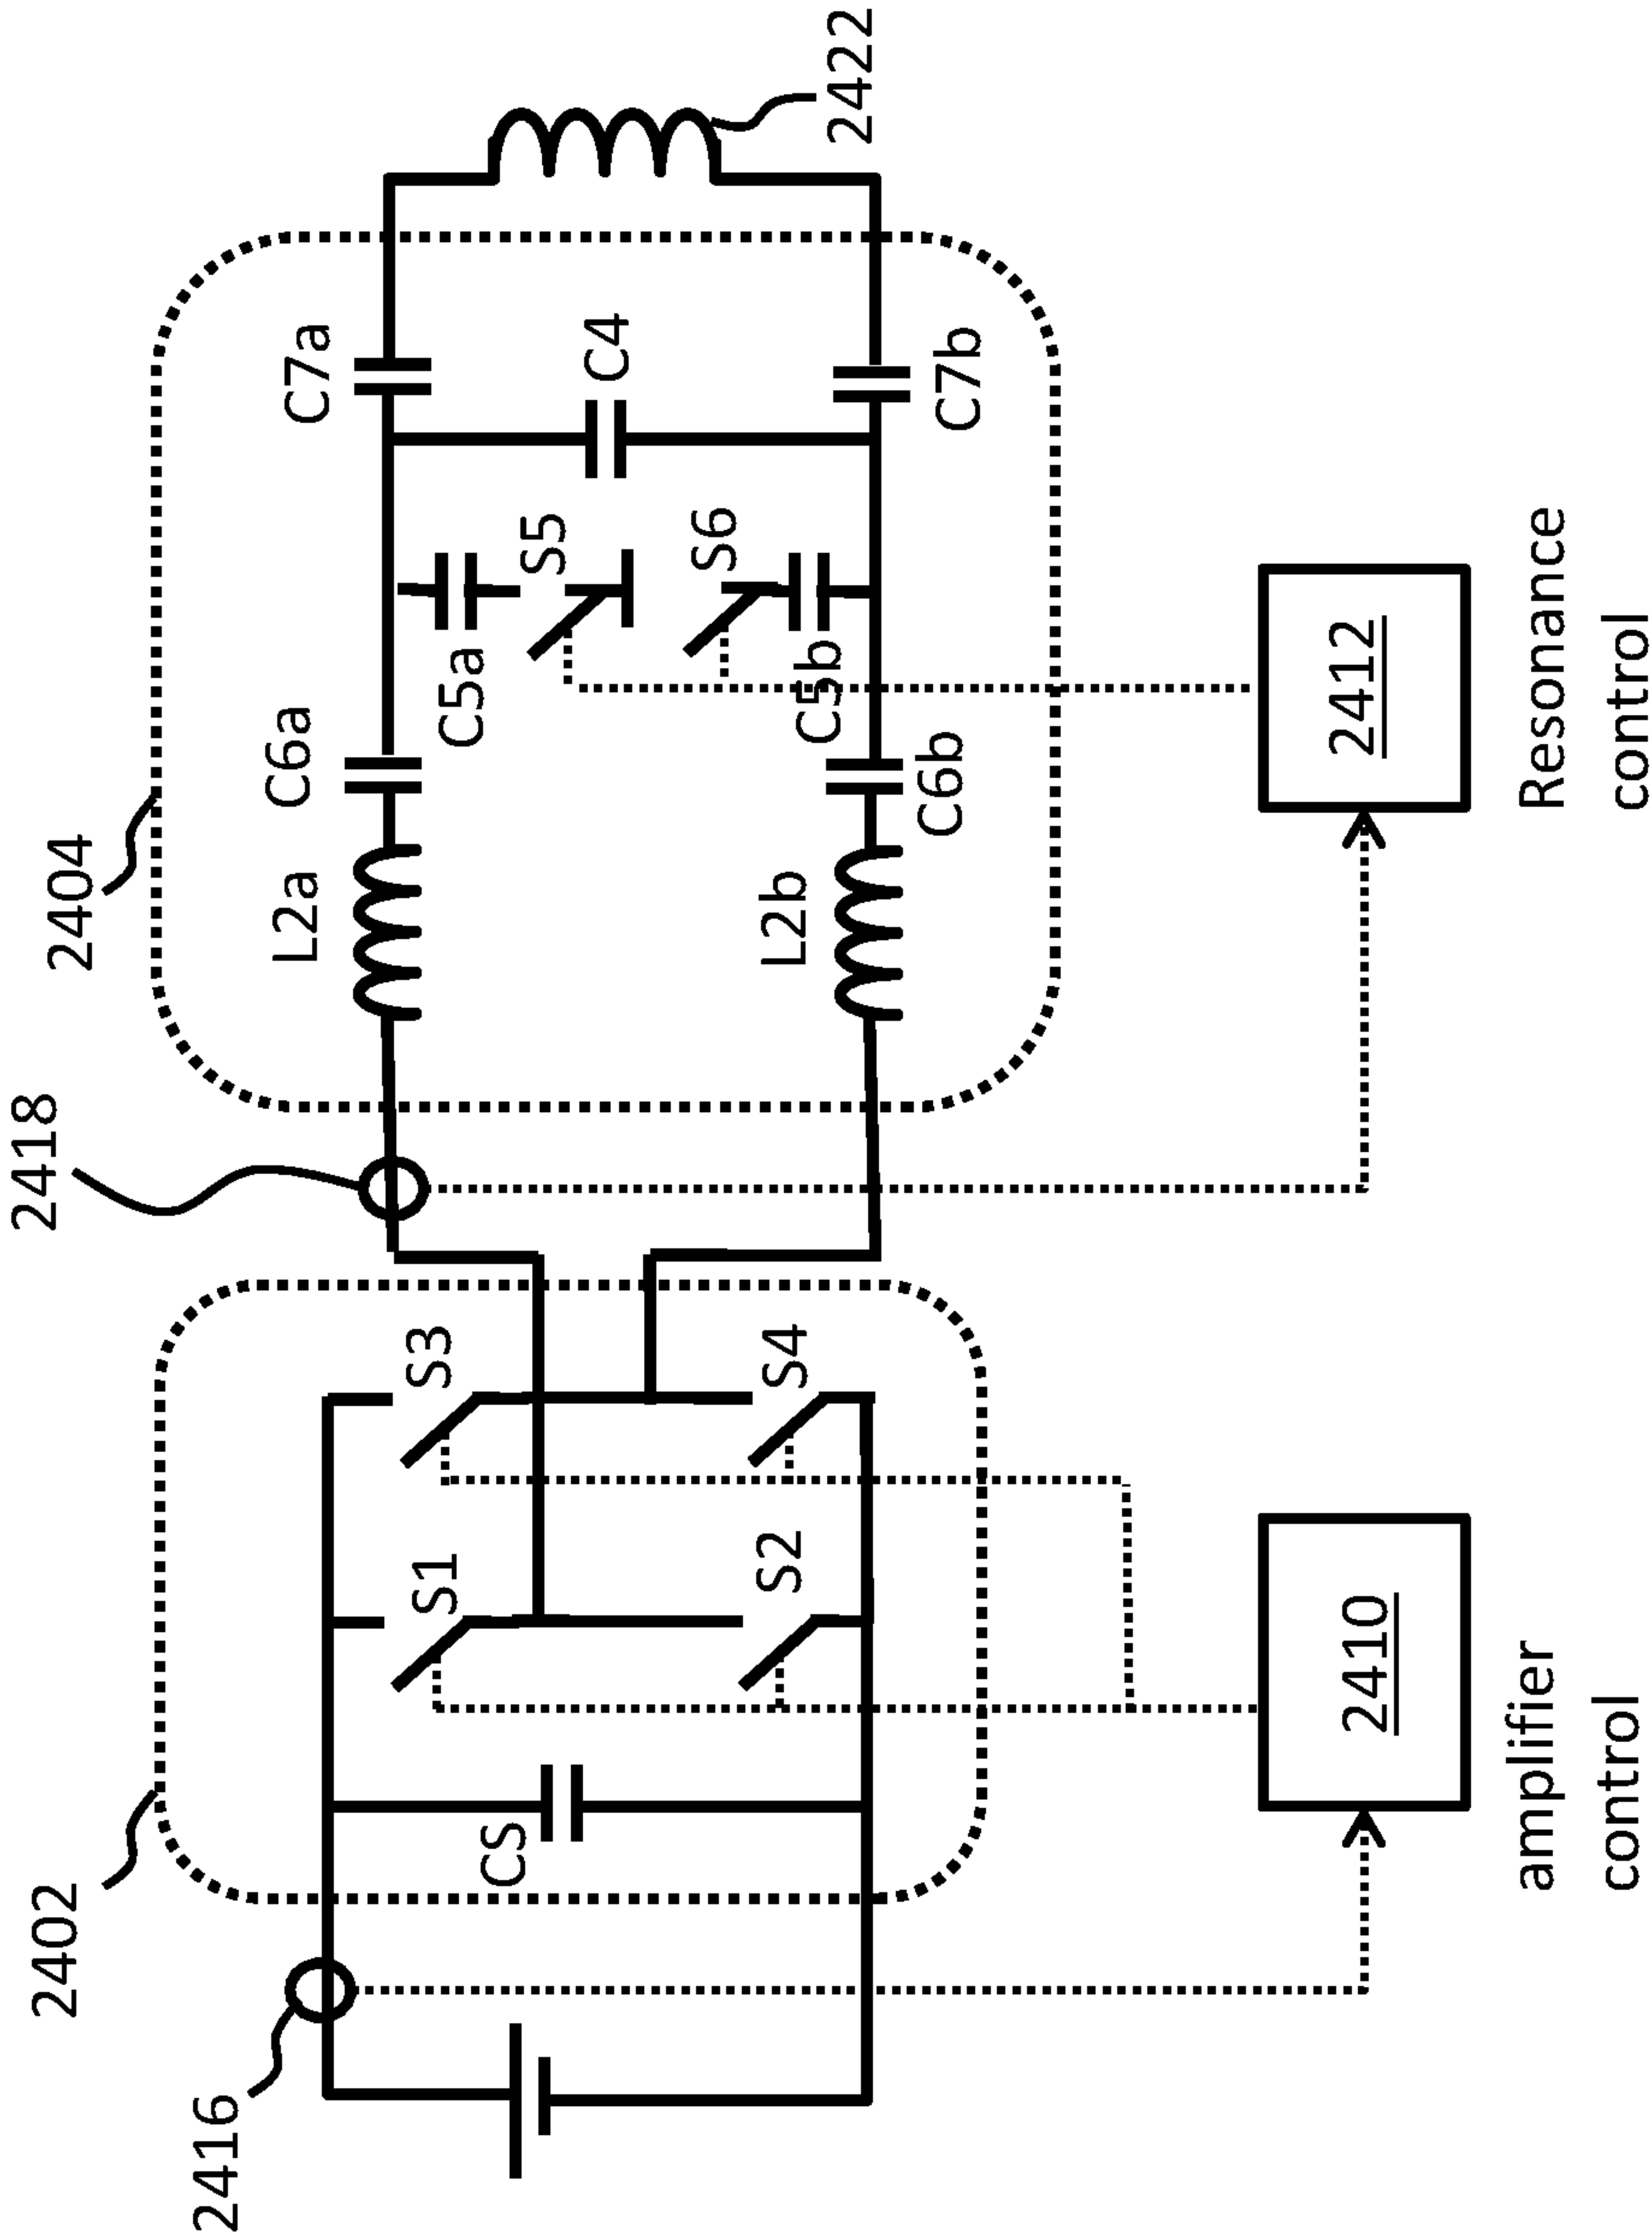 2404
2418
2402
2416
L2a
C6a
C7a
C5a
S5
C4
S6
2422
CS
S1
S3
S2
S4
L2b
C5b
C6b
C7b
2410
2412
amplifier
control
Resonance
control